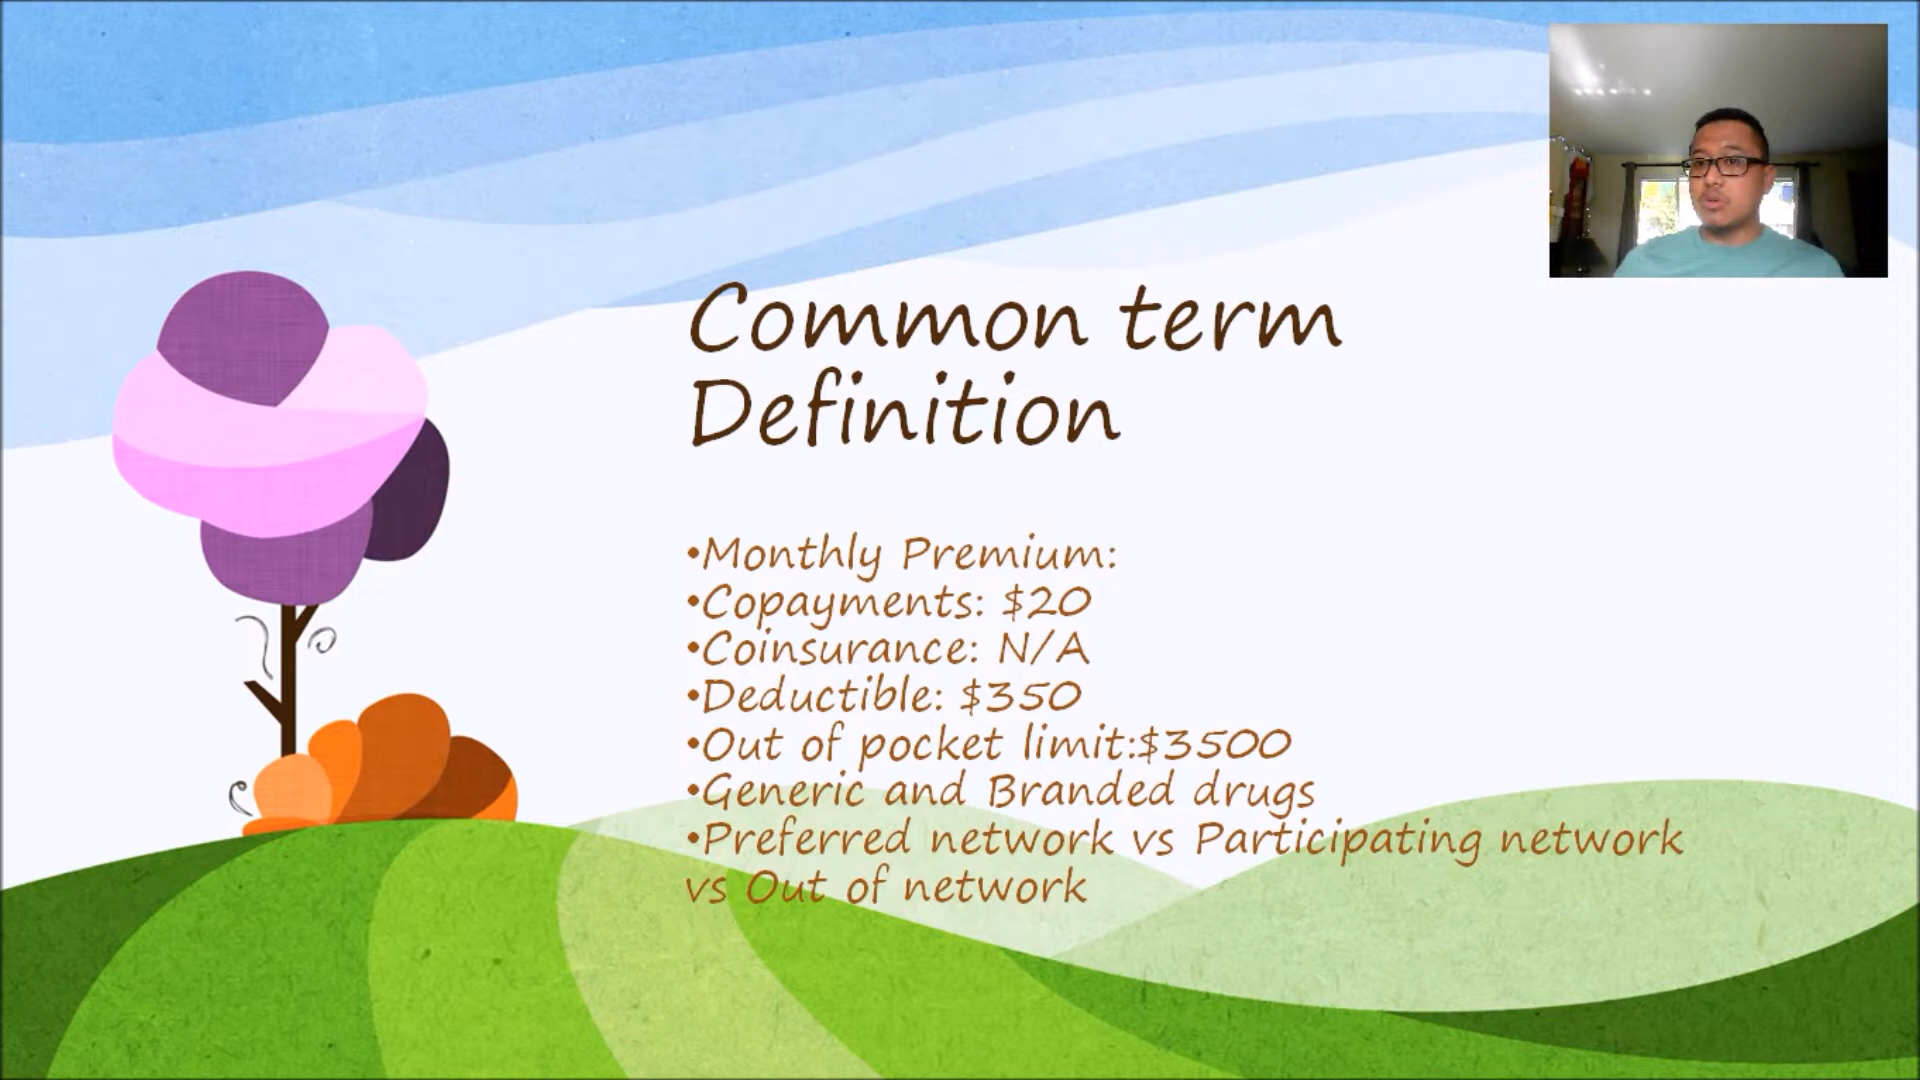 Common term
Definition
•Monthly Premium:
•Copayments: $20
•Coinsurance: N/A
•Deductible: $350
•Out of pocket limit:$3500
•Generic and Branded drugs
•Preferred network vs Participating network
vs Out of network